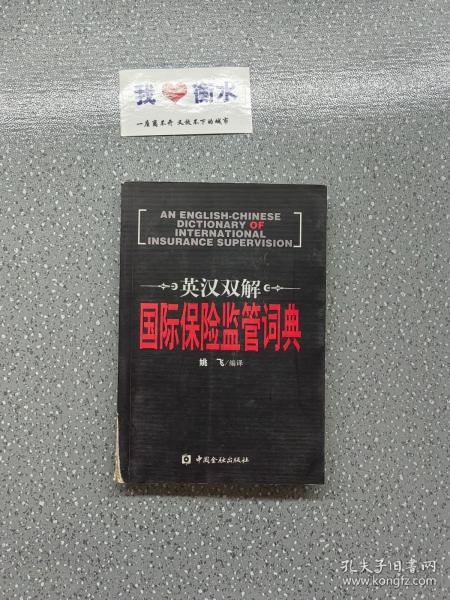 我❤衡水
一座离不开 又放不下的城市
AN ENGLISH-CHINESE
DICTIONARY OF
INTERNATIONAL
INSURANCE SUPERVISION
英汉双解
国际保险监管词典
姚 飞/编译
中国金融出版社
孔夫子旧书网
www.kongfz.com